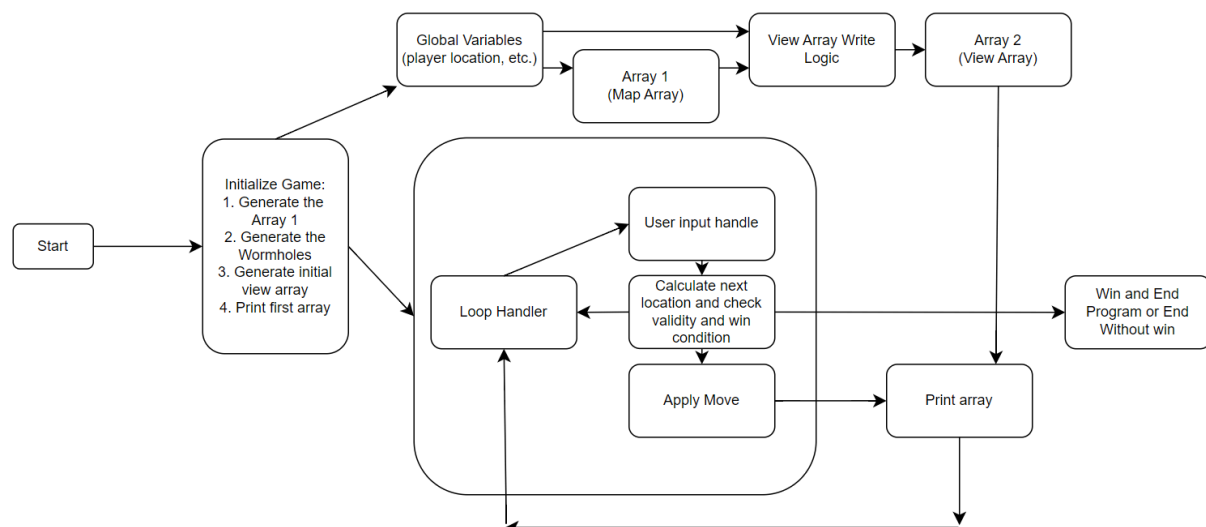 Global Variables
(player location, etc.)
View Array Write
Logic
Array 2
(View Array)
Array 1
(Map Array)
Start
Initialize Game:
1. Generate the
Array 1
2. Generate the
Wormholes
3. Generate initial
view array
4. Print first array
User input handle
Loop Handler
Calculate next
location and check
validity and win
condition
Win and End
Program or End
Without win
Apply Move
Print array